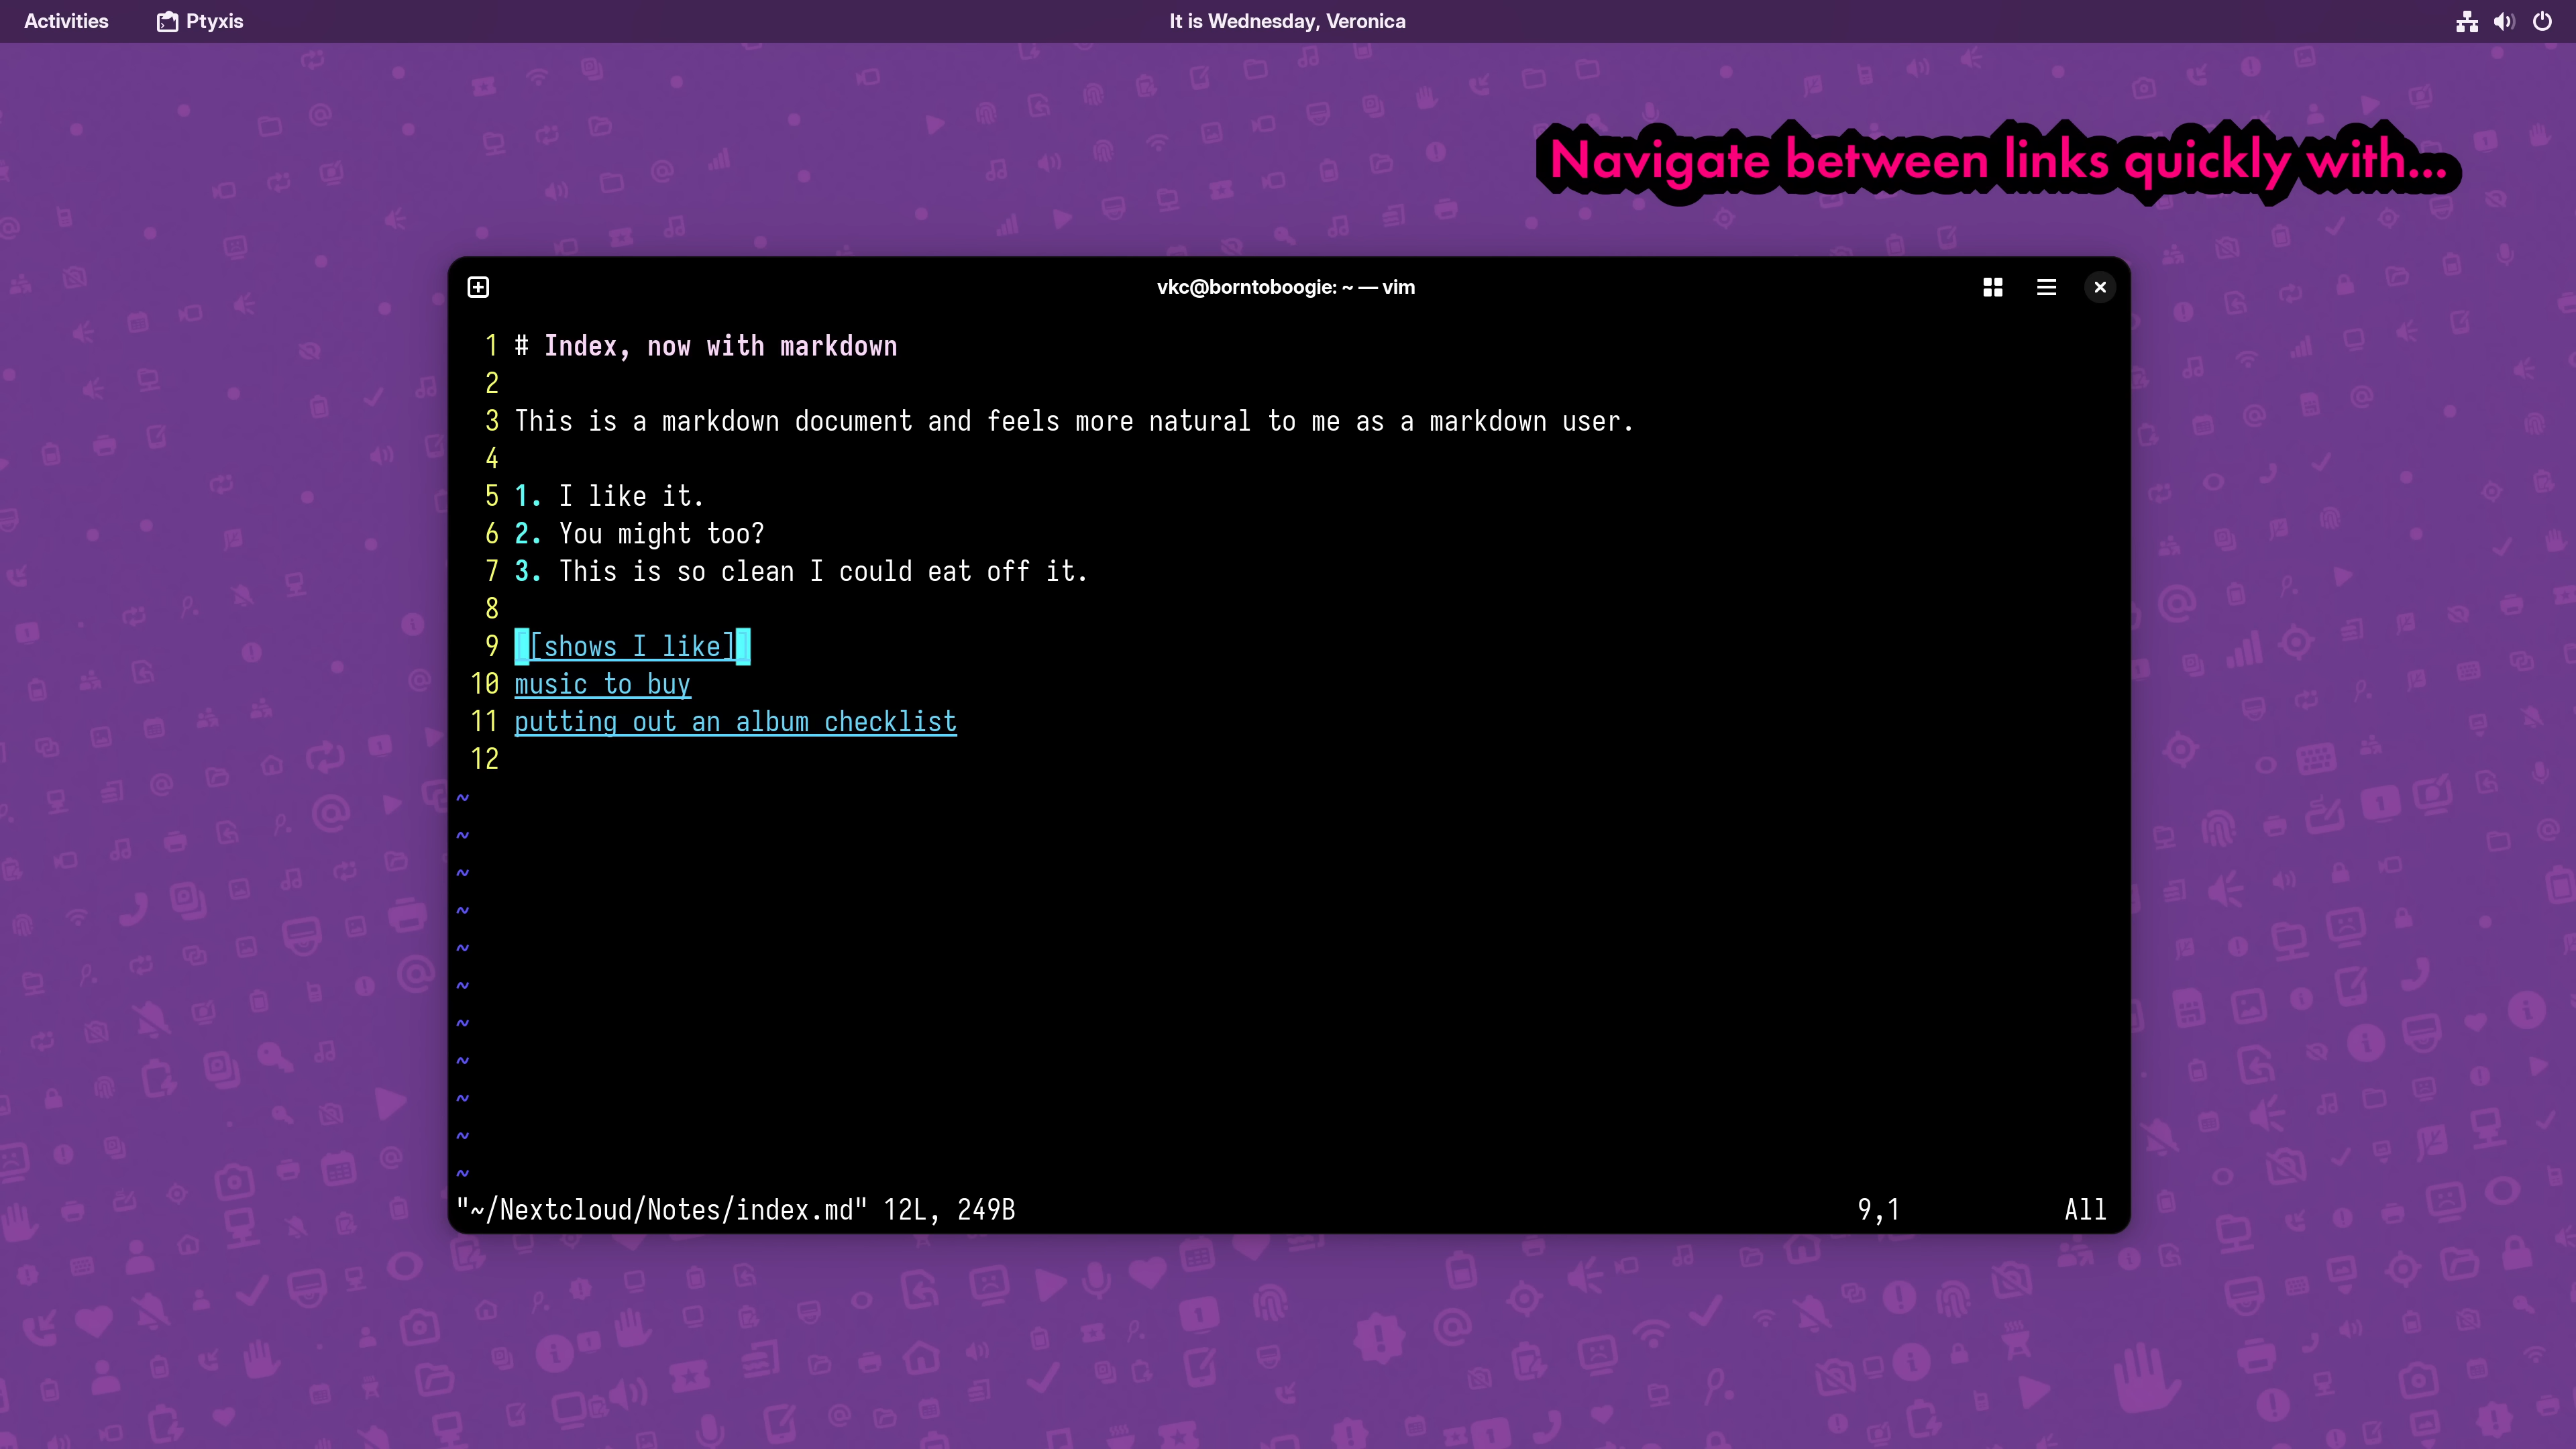 Activities Ptyxis It is Wednesday, Veronica
Navigate between links quickly with...
vkc@borntoboogie: ~ — vim
1 # Index, now with markdown
2
3 This is a markdown document and feels more natural to me as a markdown user.
4
5 1. I like it.
6 2. You might too?
7 3. This is so clean I could eat off it.
8
9 [[shows I like]]
10 music to buy
11 putting out an album checklist
12
~
~
~
~
~
~
~
~
~
~
~
"~/Nextcloud/Notes/index.md" 12L, 249B 9,1 All